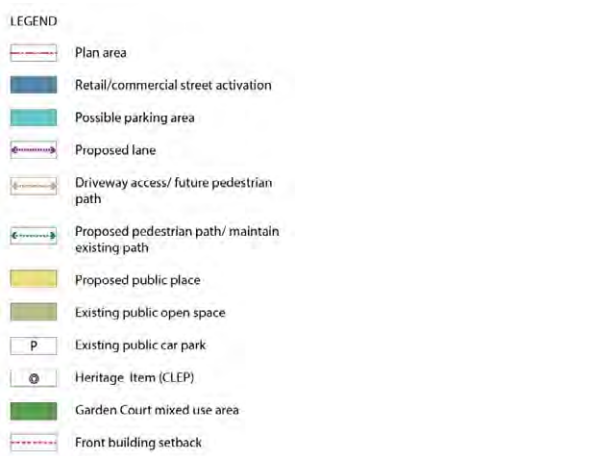 LEGEND
Plan area
Retail/commercial street activation
Possible parking area
Proposed lane
Driveway access/ future pedestrian
path
Proposed pedestrian path/ maintain
existing path
Proposed public place
Existing public open space
P Existing public car park
Heritage Item (CLEP)
Garden Court mixed use area
Front building setback